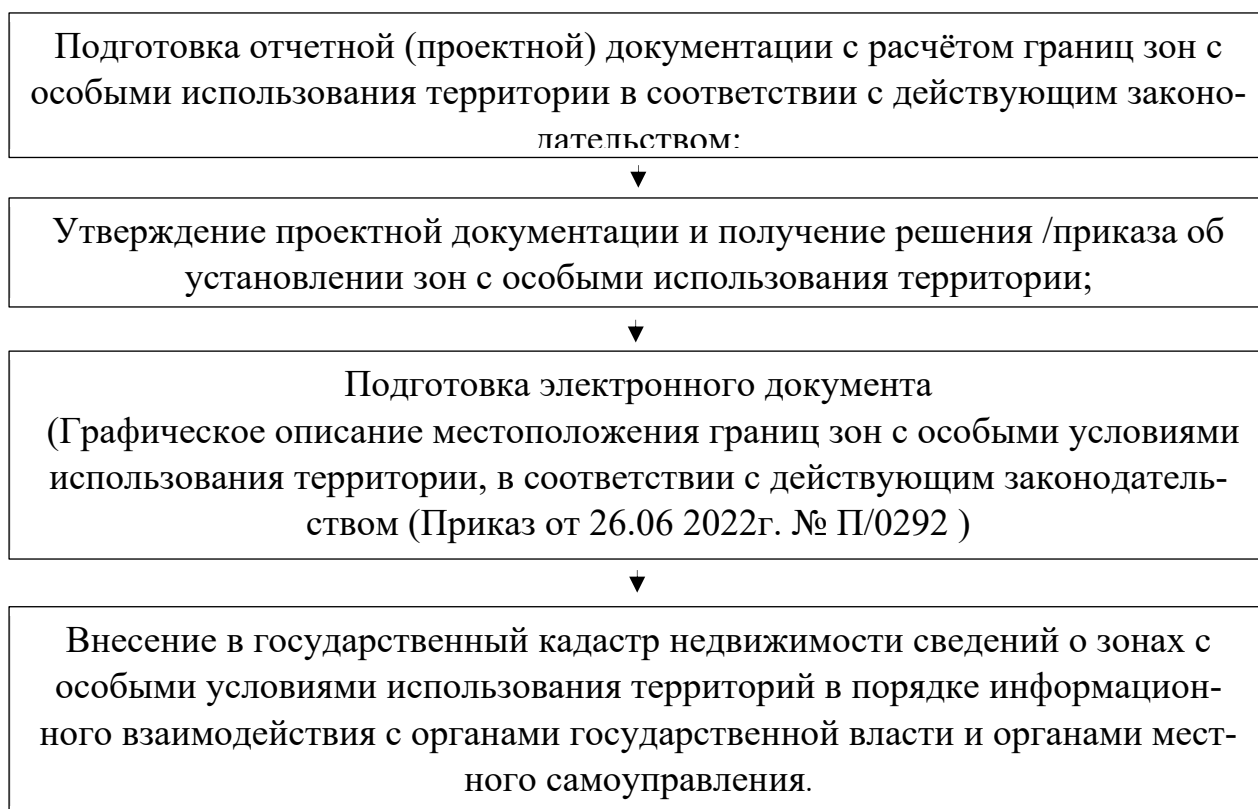 Подготовка отчетной (проектной) документации с расчётом границ зон с
особыми использования территории в соответствии с действующим законо-
дательством;
Утверждение проектной документации и получение решения /приказа об
установлении зон с особыми использования территории;
Подготовка электронного документа
(Графическое описание местоположения границ зон с особыми условиями
использования территории, в соответствии с действующим законодатель-
ством (Приказ от 26.06 2022г. № П/0292 )
Внесение в государственный кадастр недвижимости сведений о зонах с
особыми условиями использования территорий в порядке информацион-
ного взаимодействия с органами государственной власти и органами мест-
ного самоуправления.